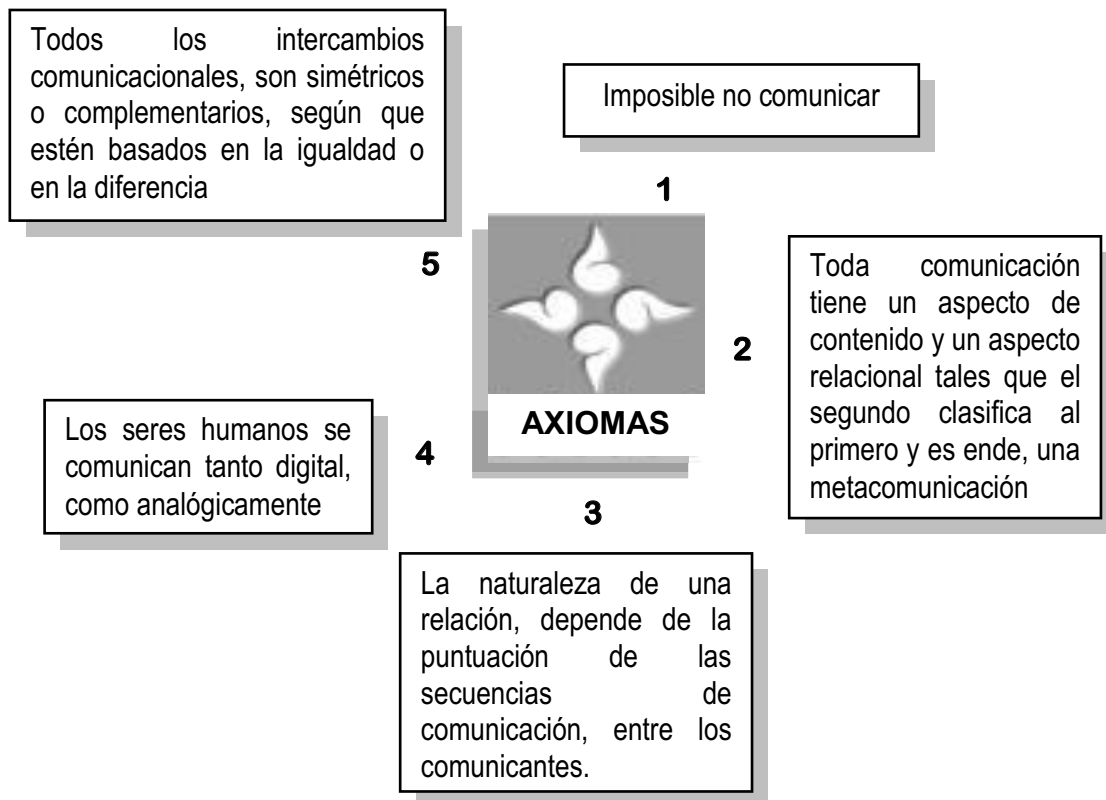 Todos los intercambios
comunicacionales, son simétricos
o complementarios, según que
estén basados en la igualdad o
en la diferencia
Imposible no comunicar
1
5
Toda comunicación
tiene un aspecto de
contenido y un aspecto
relacional tales que el
segundo clasifica al
primero y es ende, una
metacomunicación
2
AXIOMAS
Los seres humanos se
comunican tanto digital,
como analógicamente
4
3
La naturaleza de una
relación, depende de la
puntuación de las
secuencias de
comunicación, entre los
comunicantes.